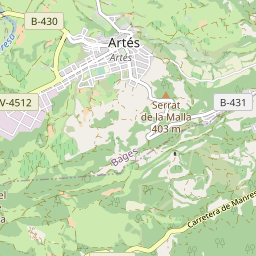 B-430
Artés
Artés
V-4512
Serrat
de la Malla
403 m
B-431
Bages
Carretera de Manres